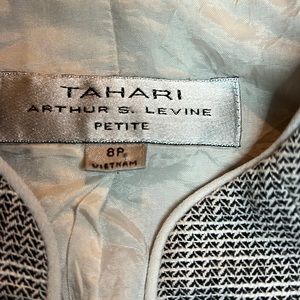 TAHARI
ARTHUR S. LEVINE
PETITE
8P
VIETNAM